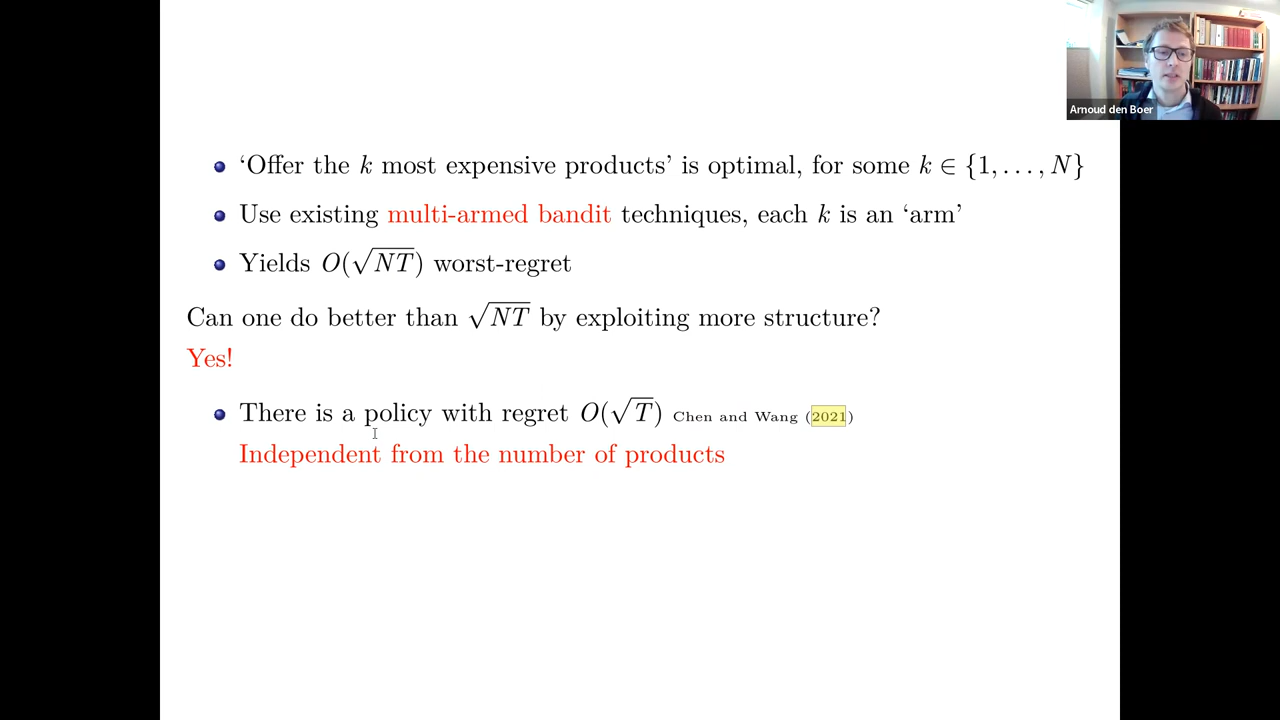 Arnoud den Boer
‘Offer the k most expensive products’ is optimal, for some k ∈ {1, . . . , N}
Use existing multi-armed bandit techniques, each k is an ‘arm’
Yields O(√NT) worst-regret
Can one do better than √NT by exploiting more structure?
Yes!
There is a policy with regret O(√T) Chen and Wang (2021)
Independent from the number of products